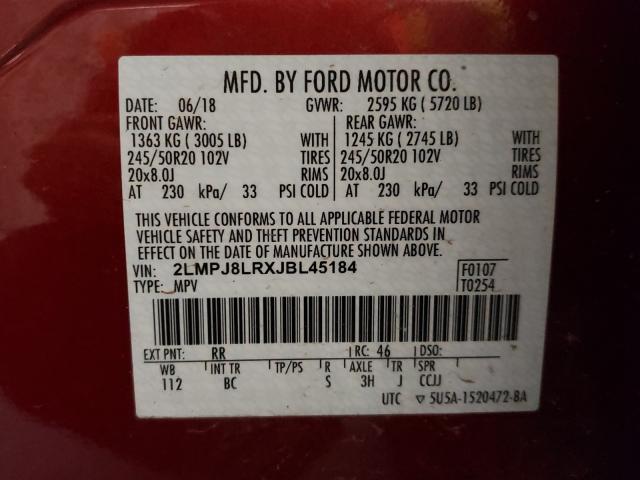 MFD. BY FORD MOTOR CO.
DATE: 06/18 GVWR: 2595 KG ( 5720 LB)
FRONT GAWR: REAR GAWR:
1363 KG ( 3005 LB) WITH 1245 KG ( 2745 LB) WITH
245/50R20 102V TIRES 245/50R20 102V TIRES
20x8.0J RIMS 20x8.0J RIMS
AT 230 kPa/ 33 PSI COLD AT 230 kPa/ 33 PSI COLD
THIS VEHICLE CONFORMS TO ALL APPLICABLE FEDERAL MOTOR
VEHICLE SAFETY AND THEFT PREVENTION STANDARDS IN
EFFECT ON THE DATE OF MANUFACTURE SHOWN ABOVE.
VIN: 2LMPJ8LRXJBL45184 F0107
TYPE: MPV T0254
EXT PNT: RR RC: 46 DSO:
WB INT TR TP/PS R AXLE TR SPR
112 BC S 3H J CCJJ
UTC ▽ 5U5A-1520472-BA